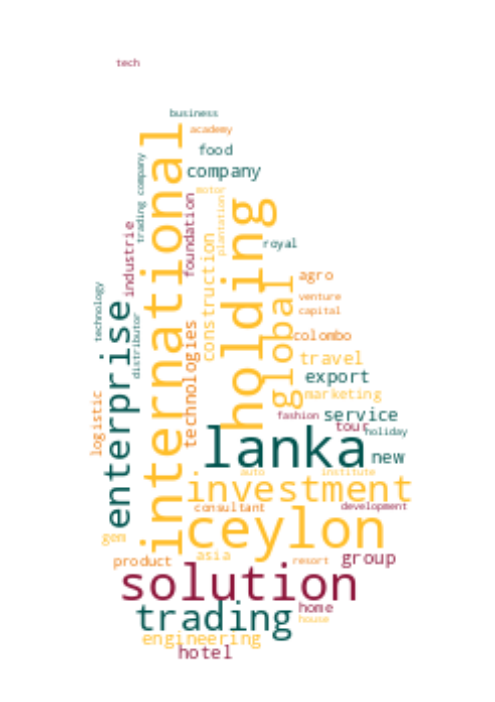 tech
business
academy
food
company
motor
trading company
international
holding
foundation
plantation
industrie
construction
royal
global
agro
venture
capital
technology
enterprise
distributor
technologies
colombo
travel
export
marketing
logistic
fashion
service
tour
holiday
lanka
new
auto
institute
investment
consultant
development
ceylon
gem
asia
product
resort
group
solution
trading
home
house
engineering
hotel